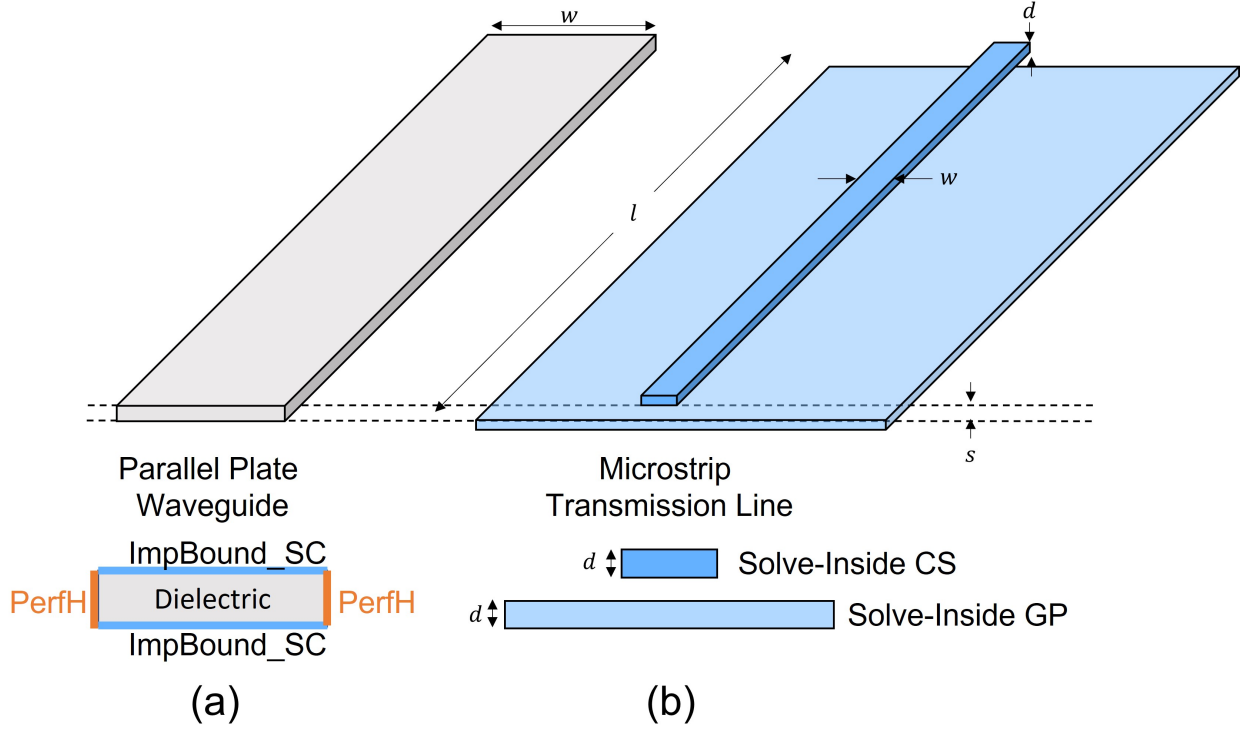 w
d
w
l
s
Parallel Plate
Waveguide
Microstrip
Transmission Line
ImpBound_SC
PerfH
Dielectric
PerfH
ImpBound_SC
d
Solve-Inside CS
d
Solve-Inside GP
(a)
(b)